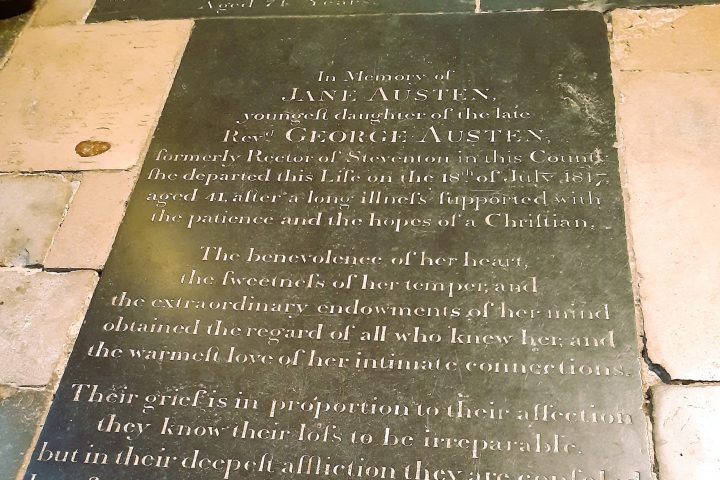 Aged 74 Years.
In Memory of
JANE AUSTEN,
youngeſt daughter of the late
Revd GEORGE AUSTEN,
formerly Rector of Steventon in this County
ſhe departed this Life on the 18th of July 1817,
aged 41, after a long illneſs ſupported with
the patience and the hopes of a Chriſtian.
The benevolence of her heart,
the ſweetneſs of her temper, and
the extraordinary endowments of her mind
obtained the regard of all who knew her, and
the warmeſt love of her intimate connections.
Their grief is in proportion to their affection
they know their loſs to be irreparable,
but in their deepeſt affliction they are conſoled